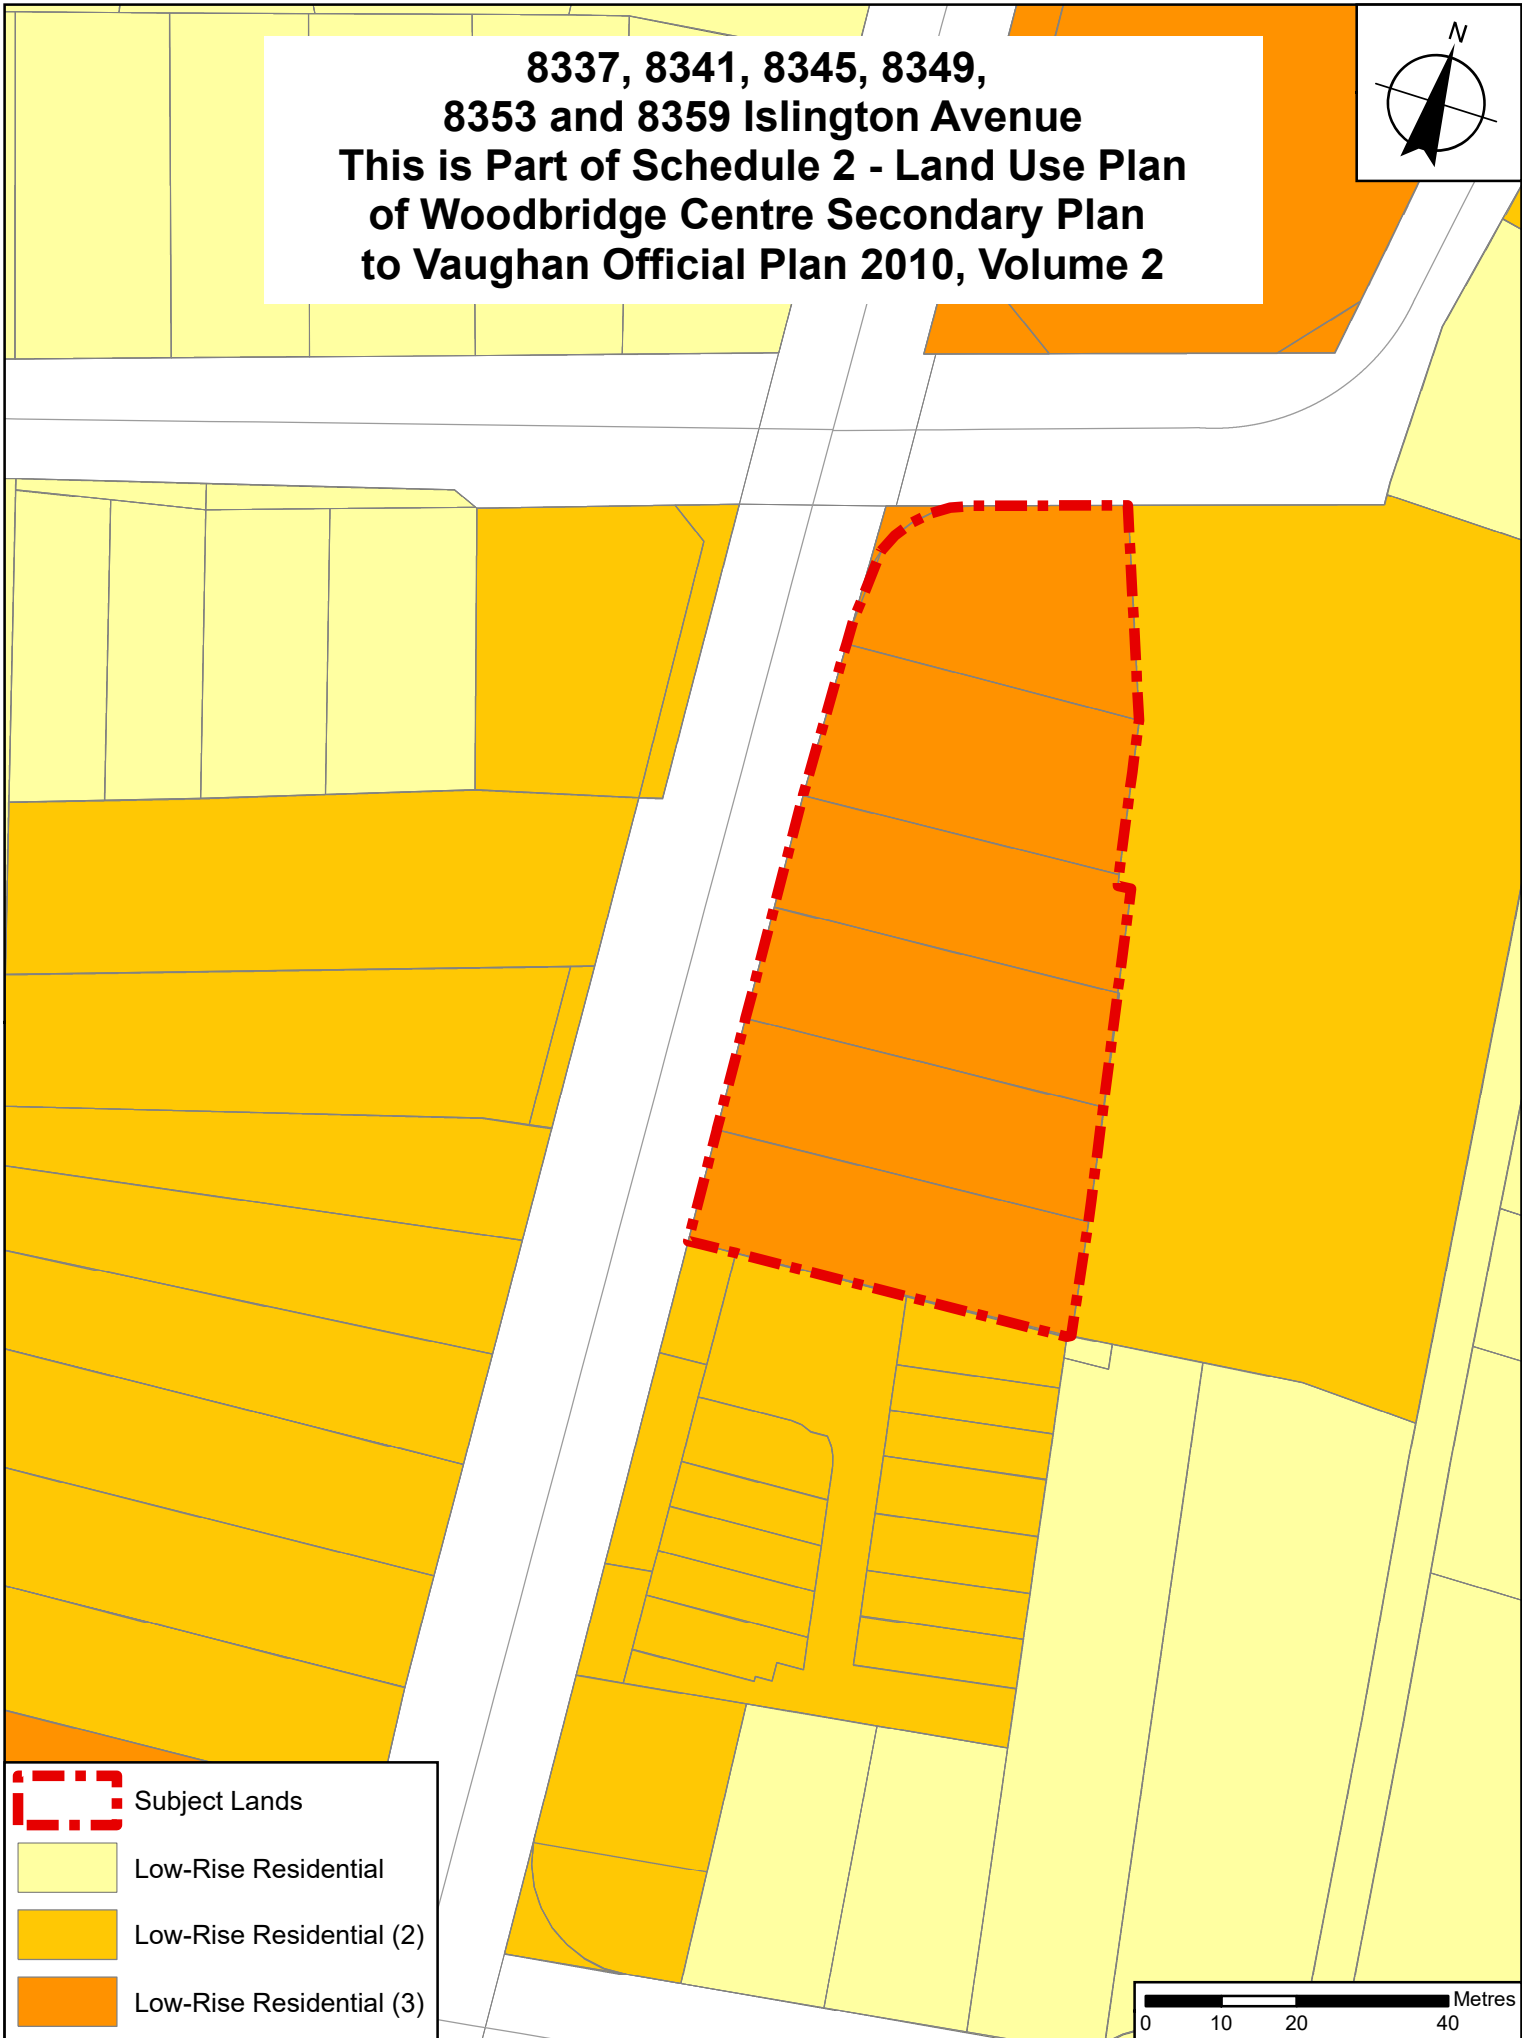 8337, 8341, 8345, 8349,
8353 and 8359 Islington Avenue
This is Part of Schedule 2 - Land Use Plan
of Woodbridge Centre Secondary Plan
to Vaughan Official Plan 2010, Volume 2
N
Subject Lands
Low-Rise Residential
Low-Rise Residential (2)
Low-Rise Residential (3)
Metres
0 10 20 40